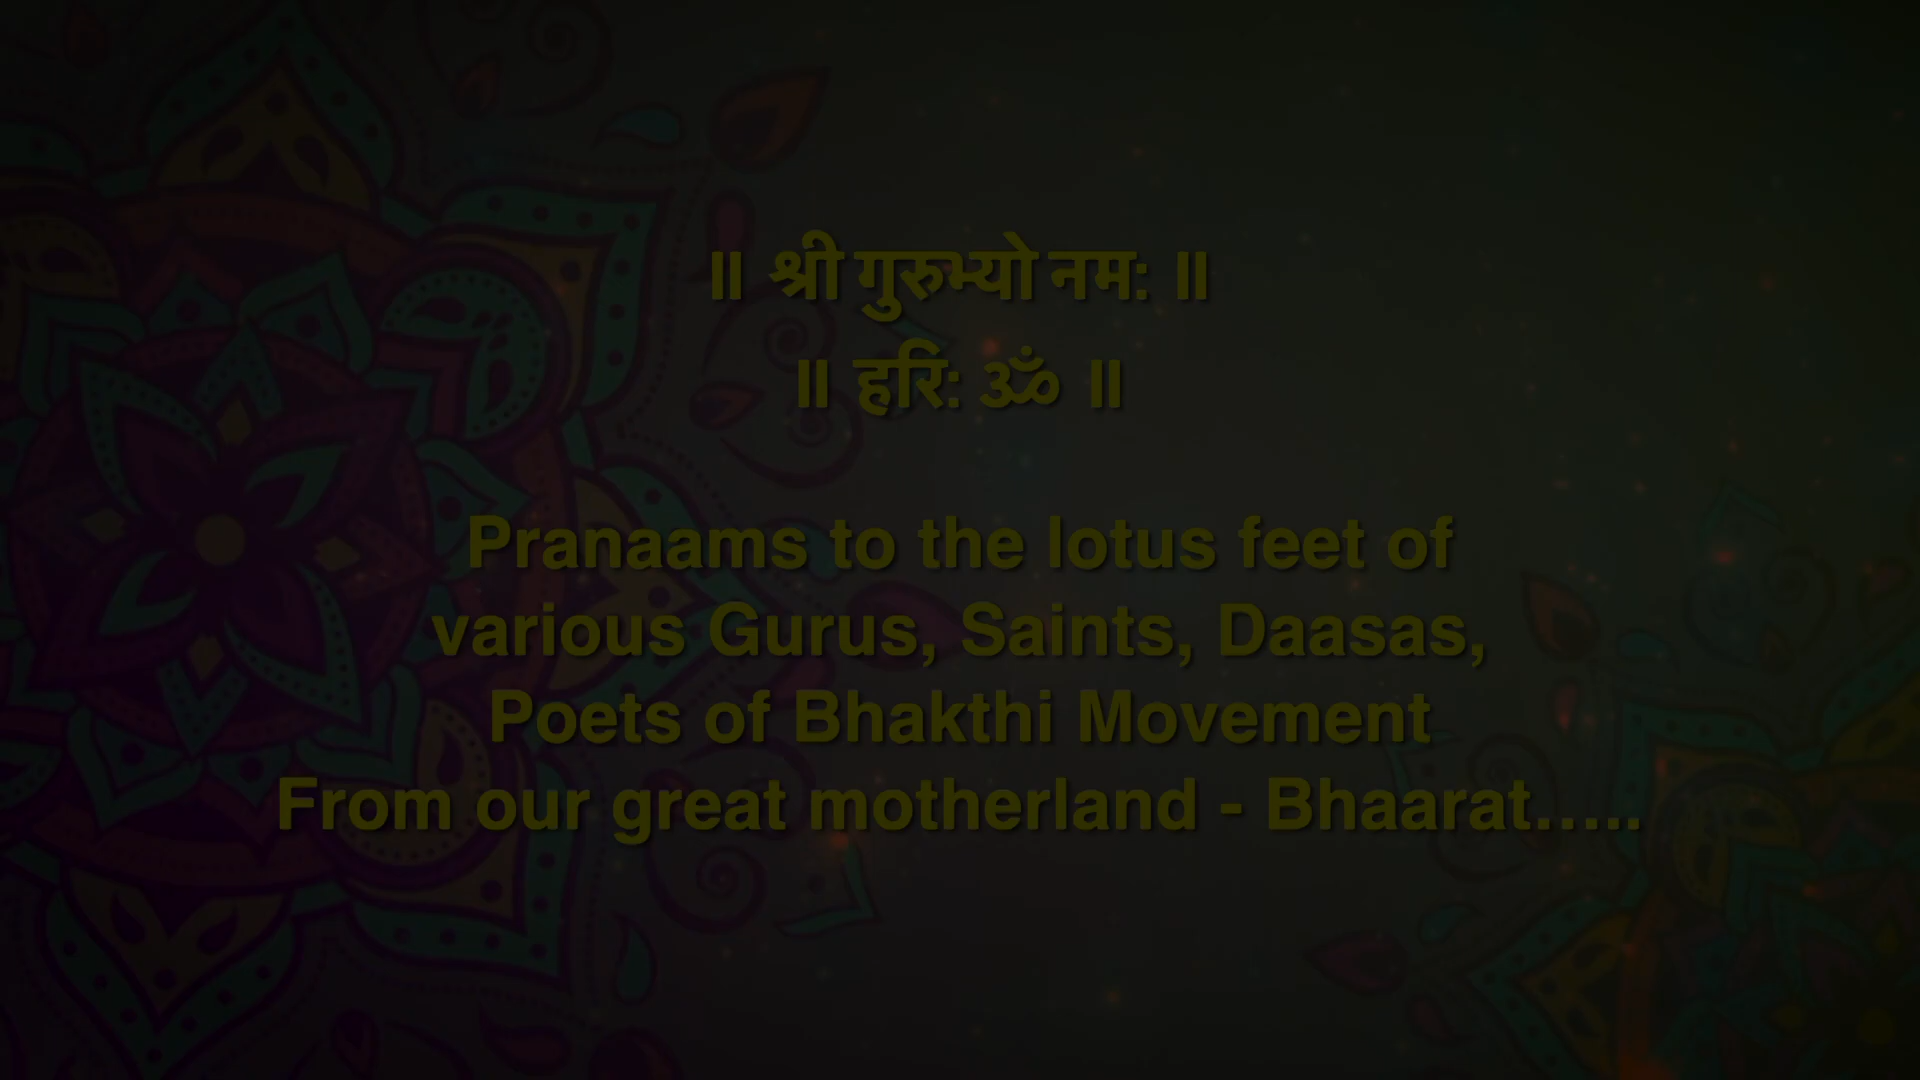 ॥ श्री गुरुभ्यो नम: ॥
॥ हरि: ॐ ॥
Pranaams to the lotus feet of
various Gurus, Saints, Daasas,
Poets of Bhakthi Movement
From our great motherland - Bhaarat.....